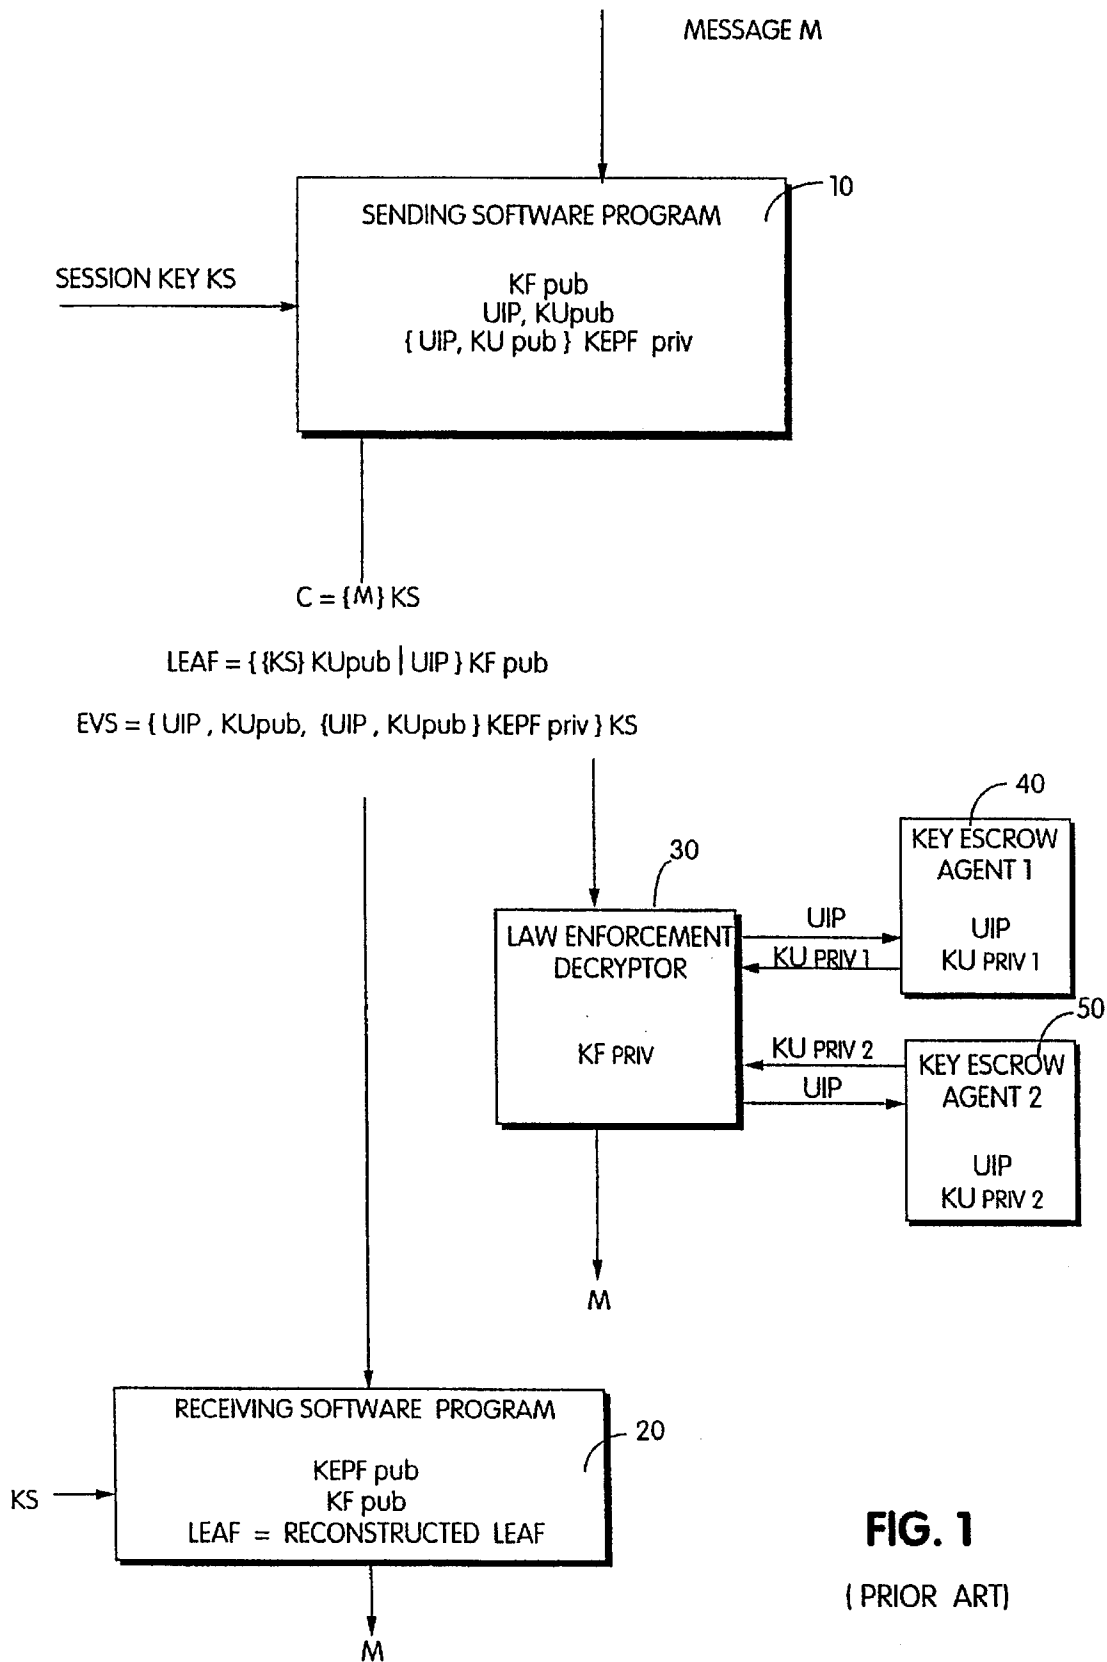 MESSAGE M
10
SENDING SOFTWARE PROGRAM
SESSION KEY KS
KF pub
UIP, KUpub
{ UIP, KU pub } KEPF priv
C = {M} KS
LEAF = { {KS} KUpub | UIP } KF pub
EVS = { UIP , KUpub, {UIP , KUpub } KEPF priv } KS
40
KEY ESCROW
AGENT 1
UIP
KU PRIV 1
30
LAW ENFORCEMENT
DECRYPTOR
KF PRIV
UIP
KU PRIV 1
50
KU PRIV 2
UIP
KEY ESCROW
AGENT 2
UIP
KU PRIV 2
M
RECEIVING SOFTWARE PROGRAM
20
KEPF pub
KF pub
LEAF = RECONSTRUCTED LEAF
KS
M
FIG. 1
( PRIOR ART)